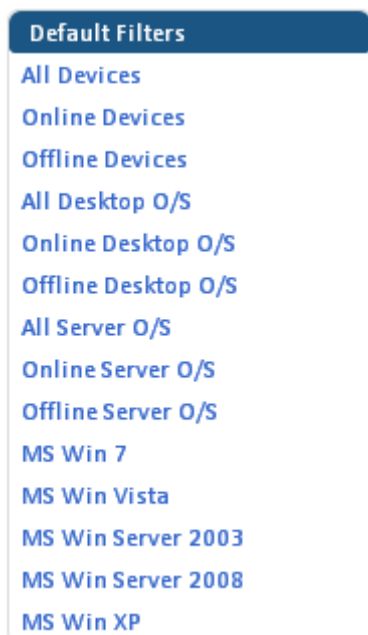 Default Filters
All Devices
Online Devices
Offline Devices
All Desktop O/S
Online Desktop O/S
Offline Desktop O/S
All Server O/S
Online Server O/S
Offline Server O/S
MS Win 7
MS Win Vista
MS Win Server 2003
MS Win Server 2008
MS Win XP